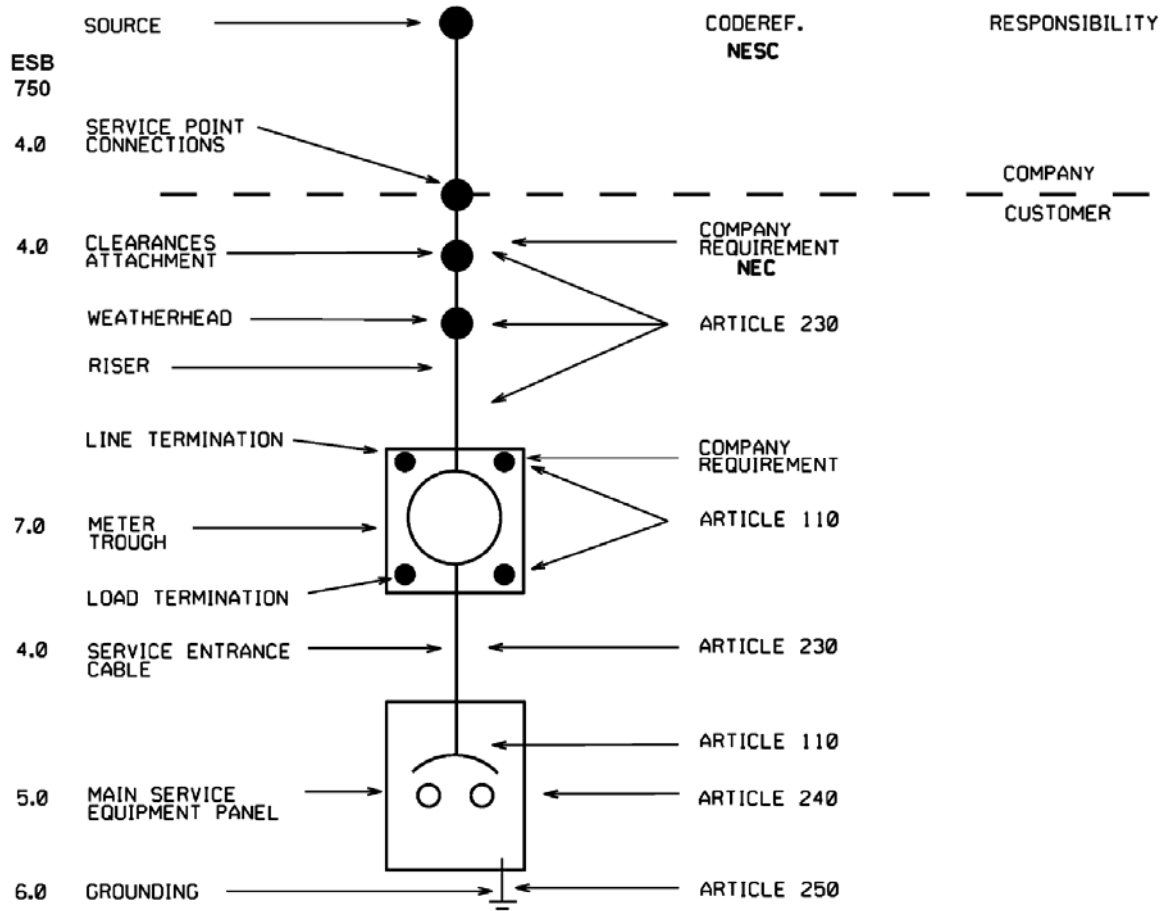 SOURCE
CODEREF.
RESPONSIBILITY
NESC
ESB
750
SERVICE POINT
4.0 CONNECTIONS
COMPANY
CUSTOMER
4.0 CLEARANCES
ATTACHMENT
COMPANY
REQUIREMENT
NEC
WEATHERHEAD
ARTICLE 230
RISER
LINE TERMINATION
COMPANY
REQUIREMENT
7.0 METER
TROUGH
ARTICLE 110
LOAD TERMINATION
4.0 SERVICE ENTRANCE
CABLE
ARTICLE 230
ARTICLE 110
5.0 MAIN SERVICE
EQUIPMENT PANEL
ARTICLE 240
6.0 GROUNDING
ARTICLE 250